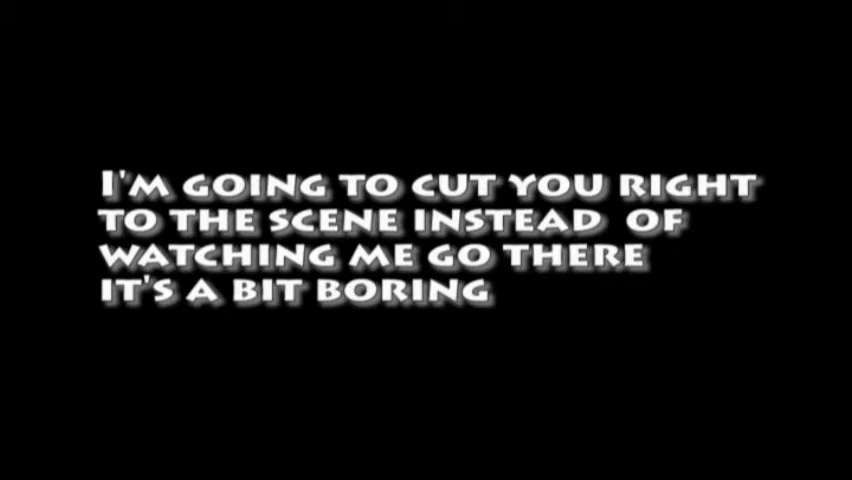 I'm going to cut you right
to the scene instead  of
watching me go there
it's a bit boring